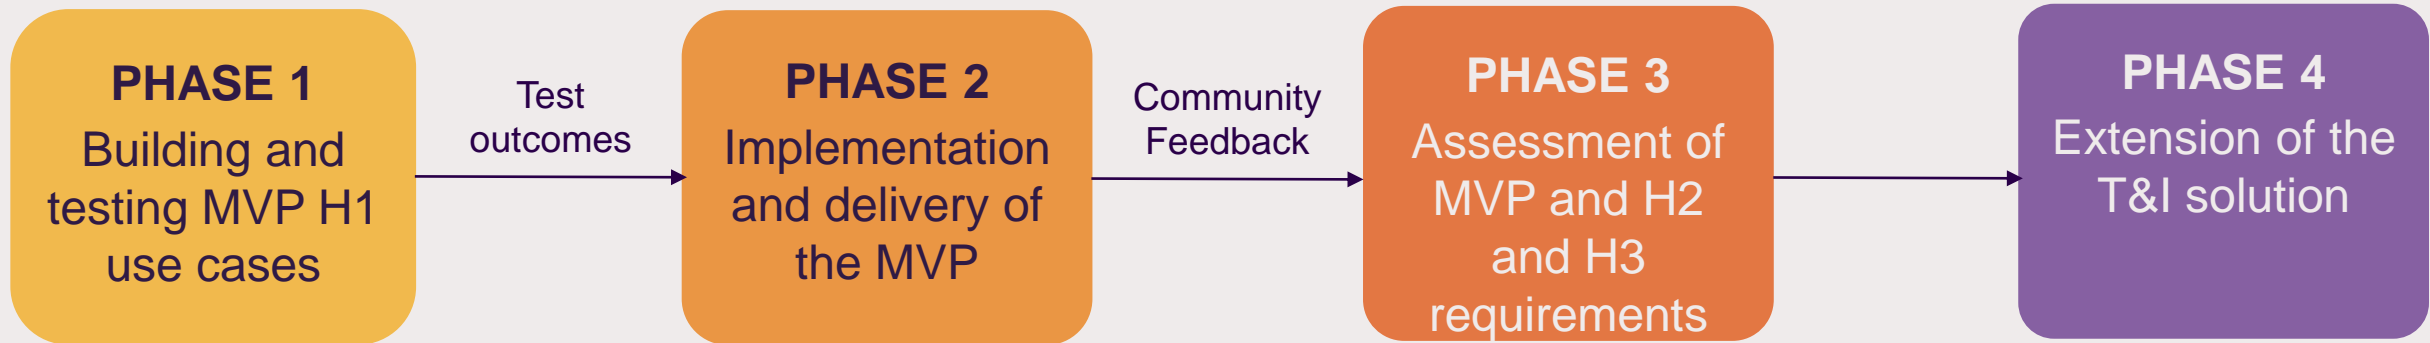 PHASE 1
Building and
testing MVP H1
use cases
Test
outcomes
PHASE 2
Implementation
and delivery of
the MVP
Community
Feedback
PHASE 3
Assessment of
MVP and H2
and H3
requirements
PHASE 4
Extension of the
T&I solution